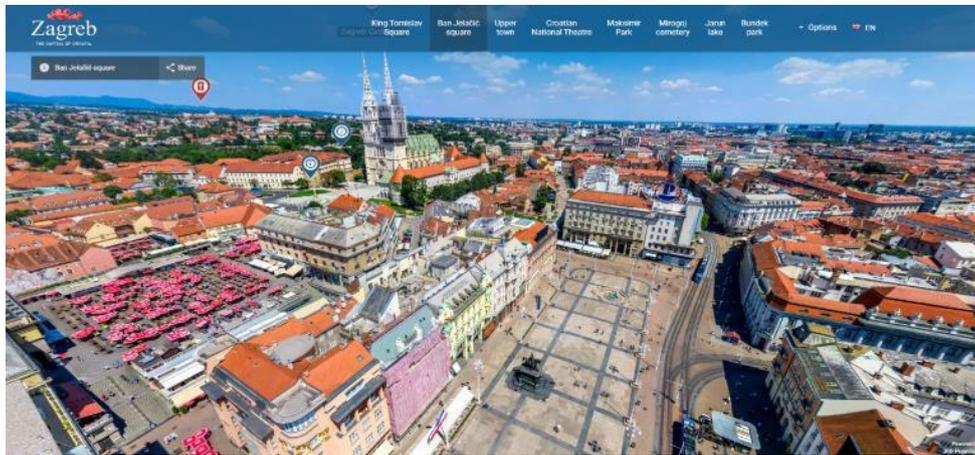 Zagreb
THE CAPITAL OF CROATIA
King Tomislav
Square
Ban Jelačić
square
Upper
town
Croatian
National Theatre
Maksimir
Park
Mirogoj
cemetery
Jarun
lake
Bundek
park
Options
EN
Ban Jelačić square
Share